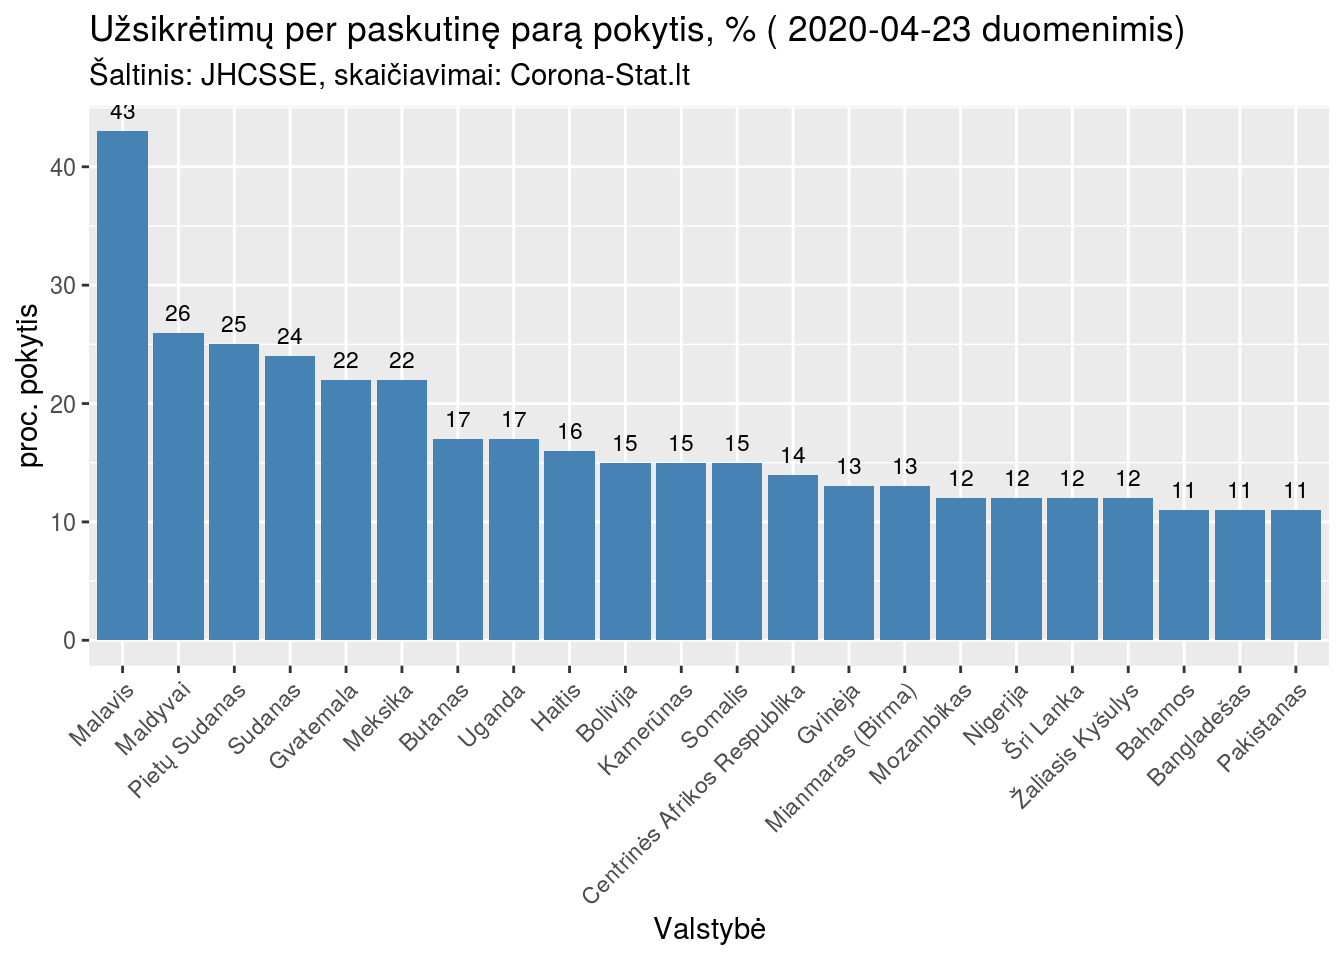 Užsikrėtimų per paskutinę parą pokytis, % ( 2020-04-23 duomenimis)
Šaltinis: JHCSSE, skaičiavimai: Corona-Stat.lt
proc. pokytis
40
30
20
10
0
43
26
25
24
22
22
17
17
16
15
15
15
14
13
13
12
12
12
12
11
11
11
Malavis
Maldyvai
Pietų Sudanas
Sudanas
Gvatemala
Meksika
Butanas
Uganda
Haitis
Bolivija
Kamerūnas
Somalis
Centrinės Afrikos Respublika
Gvinėja
Mianmaras (Birma)
Mozambikas
Nigerija
Šri Lanka
Žaliasis Kyšulys
Bahamos
Bangladešas
Pakistanas
Valstybė